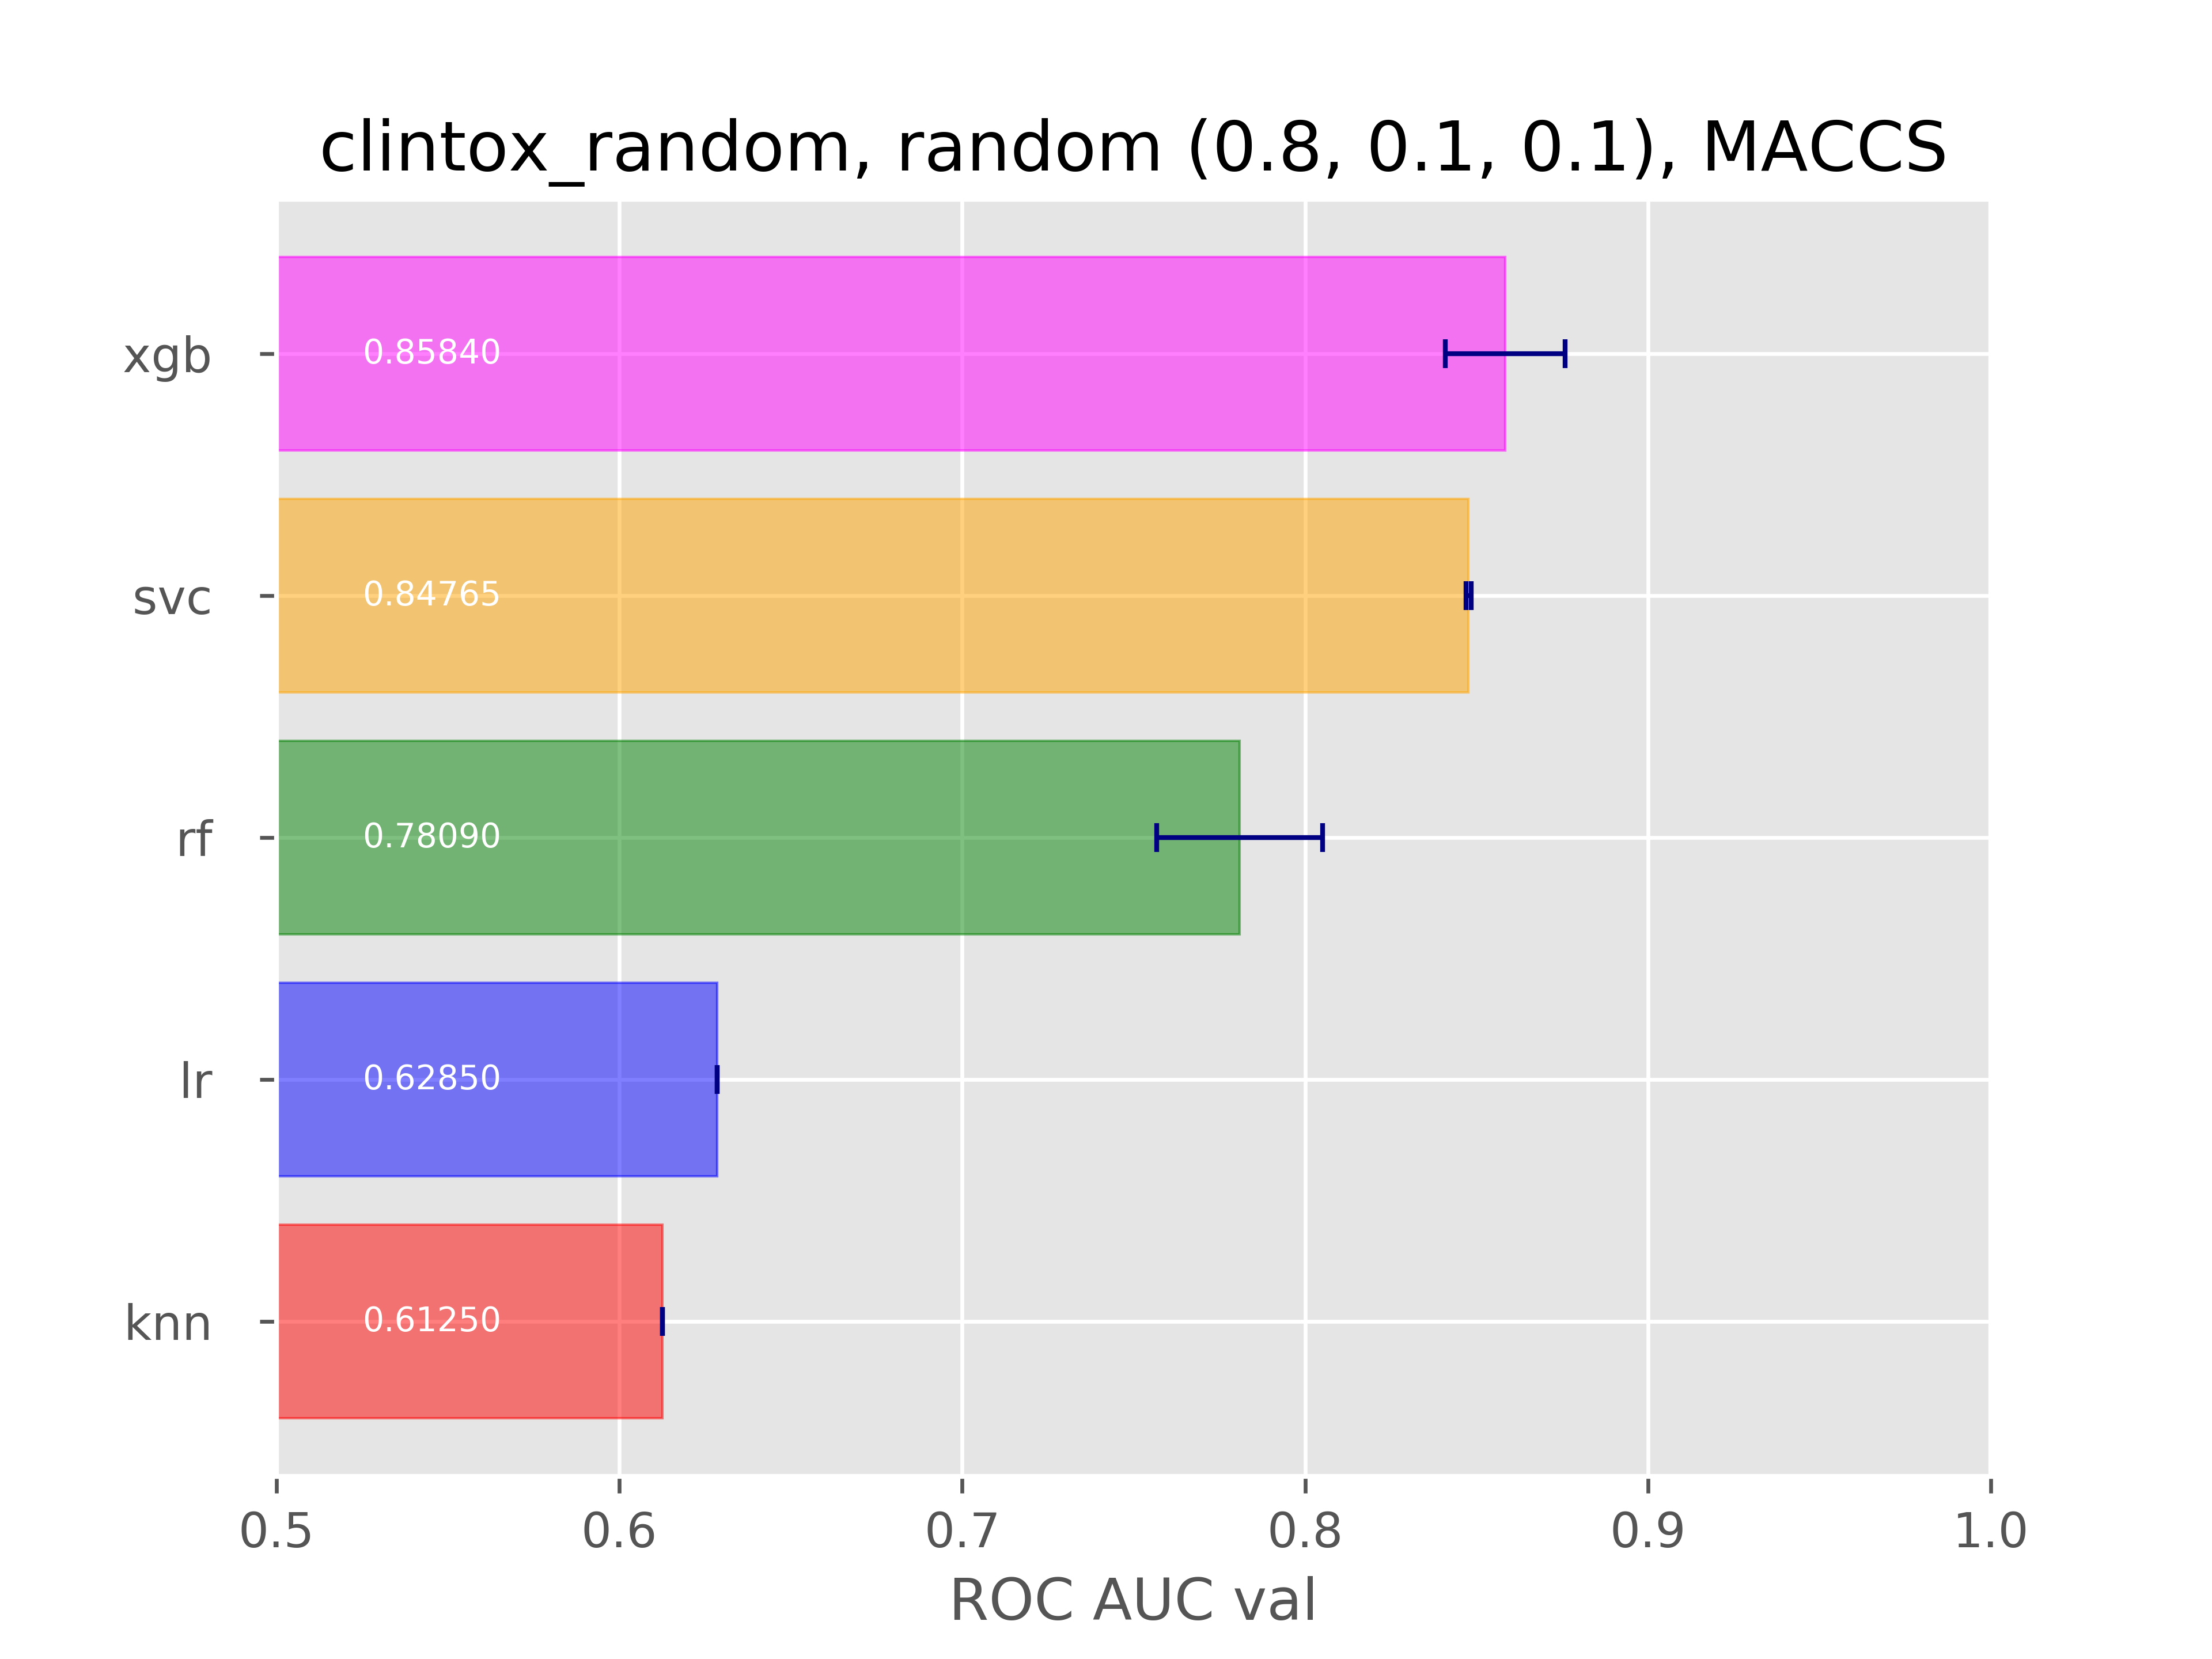 clintox_random, random (0.8, 0.1, 0.1), MACCS
xgb
0.85840
svc
0.84765
rf
0.78090
lr
0.62850
knn
0.61250
0.5 0.6 0.7 0.8 0.9 1.0
ROC AUC val